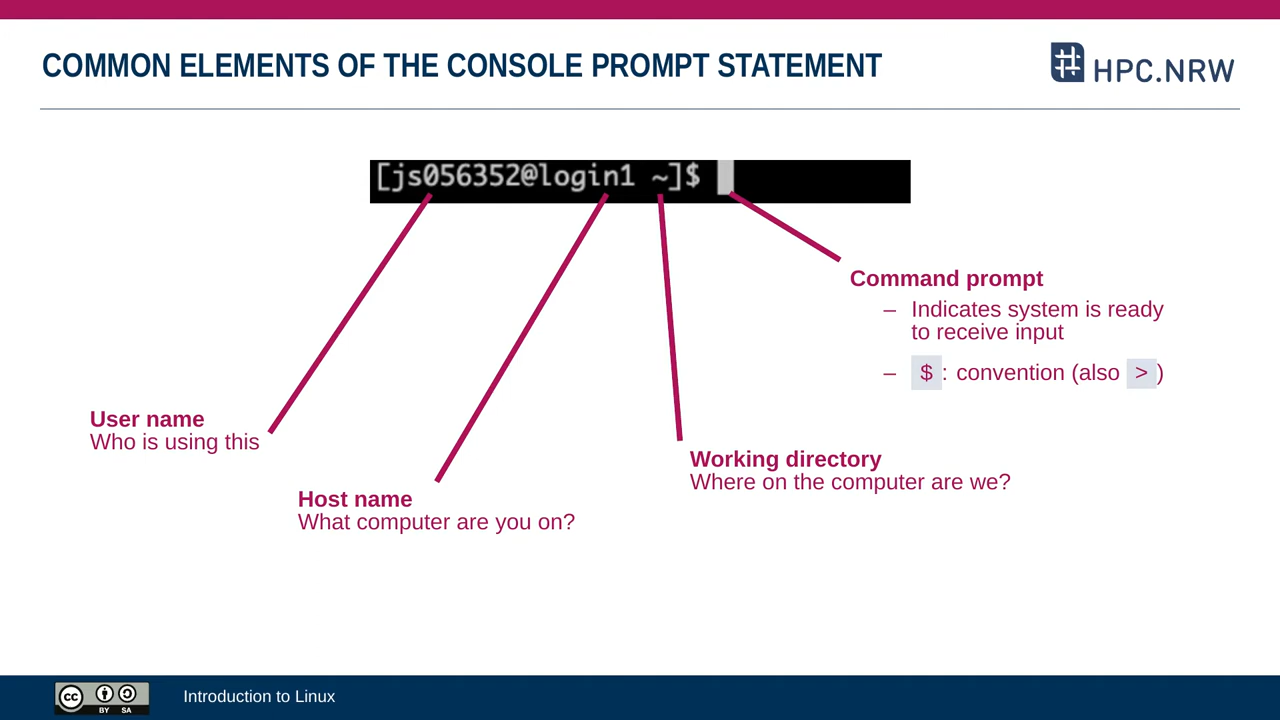 COMMON ELEMENTS OF THE CONSOLE PROMPT STATEMENT
HPC.NRW
[js056352@login1 ~]$
Command prompt
– Indicates system is ready
to receive input
– $ : convention (also > )
User name
Who is using this
Working directory
Where on the computer are we?
Host name
What computer are you on?
cc BY SA
Introduction to Linux